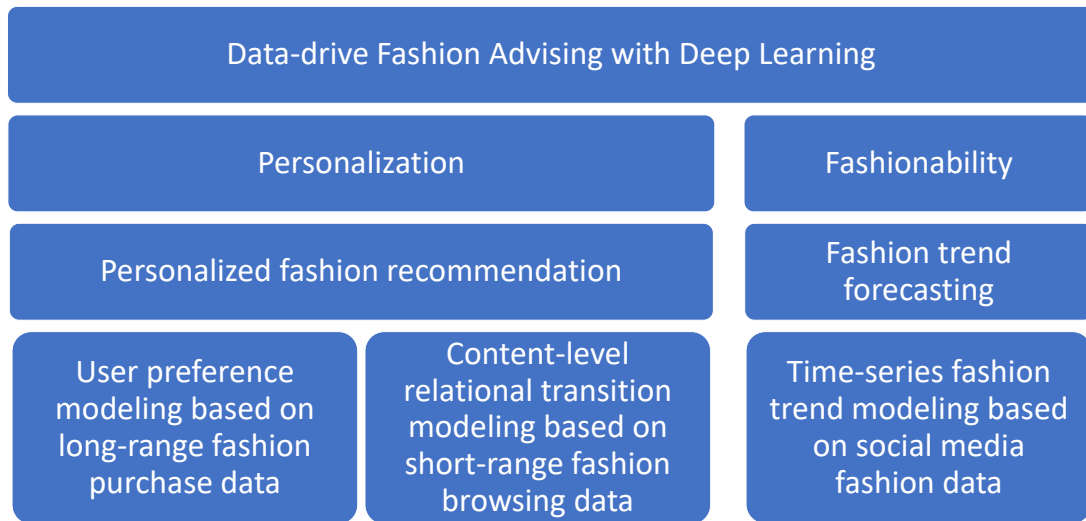 Data-drive Fashion Advising with Deep Learning
Personalization
Fashionability
Personalized fashion recommendation
Fashion trend
forecasting
User preference
modeling based on
long-range fashion
purchase data
Content-level
relational transition
modeling based on
short-range fashion
browsing data
Time-series fashion
trend modeling based
on social media
fashion data